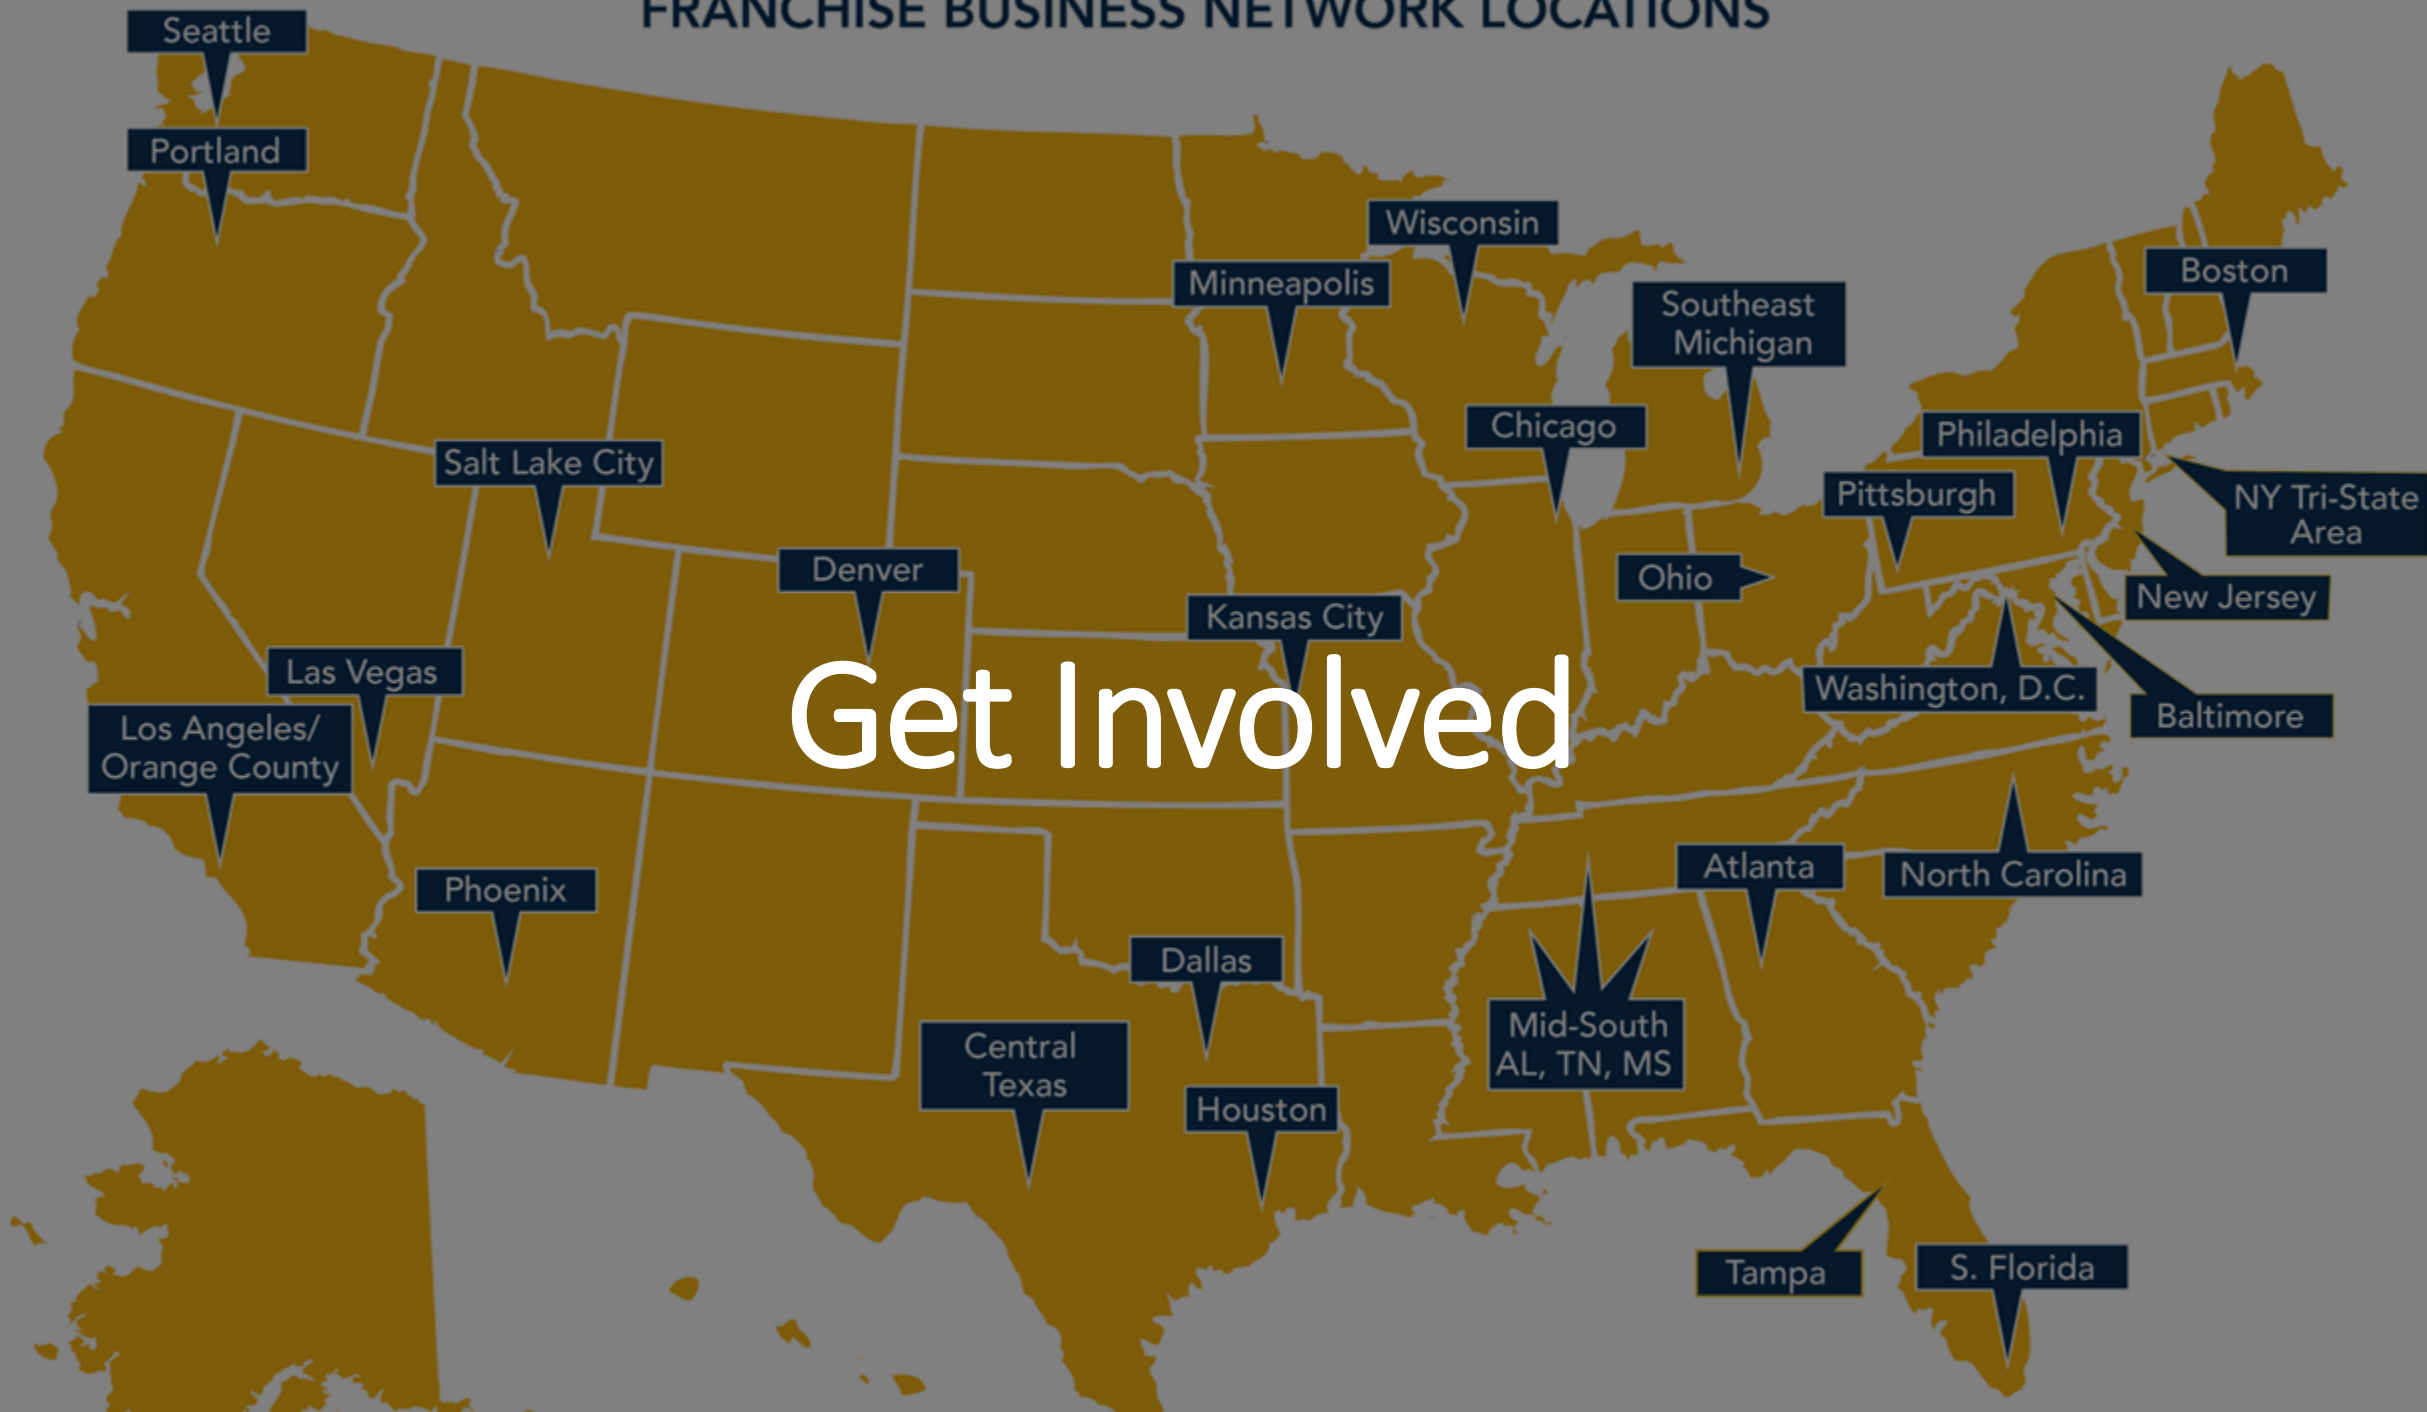 FRANCHISE BUSINESS NETWORK LOCATIONS
Seattle
Portland
Wisconsin
Boston
Minneapolis
Southeast
Michigan
Chicago
Philadelphia
Salt Lake City
Pittsburgh
NY Tri-State
Area
Denver
Ohio
New Jersey
Kansas City
Las Vegas
Washington, D.C.
Baltimore
Get Involved
Los Angeles/
Orange County
Atlanta
North Carolina
Phoenix
Dallas
Mid-South
AL, TN, MS
Central
Texas
Houston
Tampa
S. Florida